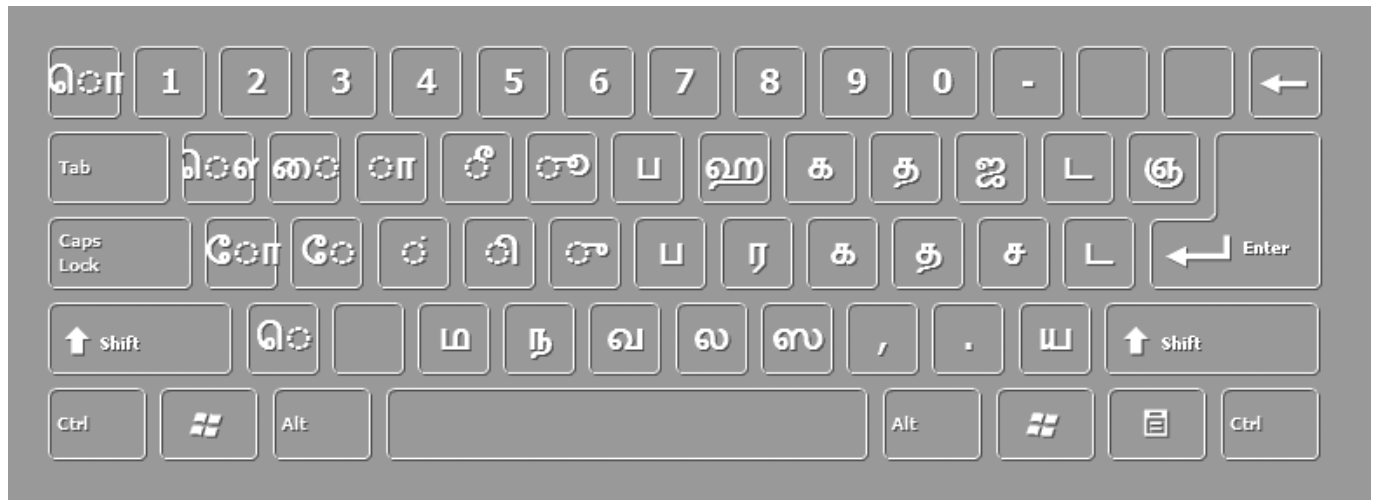 ொ 1 2 3 4 5 6 7 8 9 0 - ←
Tab ௌ ை ா ீ ூ ப ஹ க த ஜ ட ஞ
Caps Lock ோ ே ் ி ு ப ர க த ச ட Enter
Shift ெ ம ந வ ல ஸ , . ய Shift
Ctrl Alt Alt Ctrl